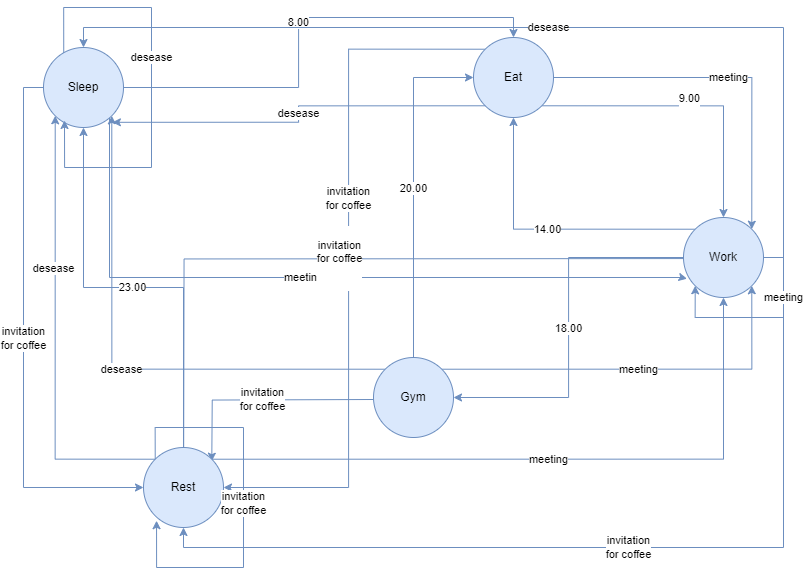 8.00
desease
desease
Sleep
Eat
meeting
9.00
desease
20.00
invitation
for coffee
14.00
invitation
for coffee
Work
desease
meetin
23.00
meeting
invitation
for coffee
18.00
desease
meeting
invitation
for coffee
Gym
meeting
Rest
invitation
for coffee
invitation
for coffee